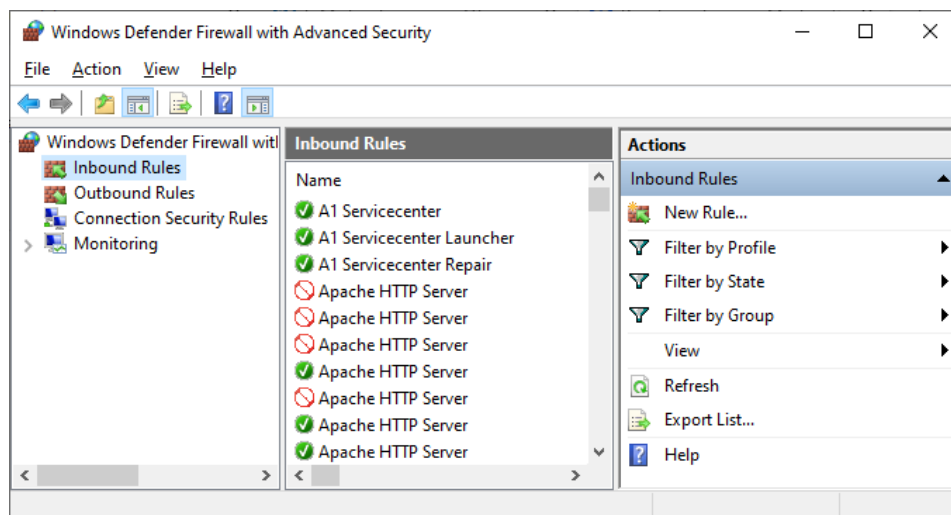 Windows Defender Firewall with Advanced Security
File Action View Help
Windows Defender Firewall with
Inbound Rules
Outbound Rules
Connection Security Rules
Monitoring
Inbound Rules
Name
A1 Servicecenter
A1 Servicecenter Launcher
A1 Servicecenter Repair
Apache HTTP Server
Apache HTTP Server
Apache HTTP Server
Apache HTTP Server
Apache HTTP Server
Apache HTTP Server
Apache HTTP Server
Actions
Inbound Rules
New Rule...
Filter by Profile
Filter by State
Filter by Group
View
Refresh
Export List...
Help